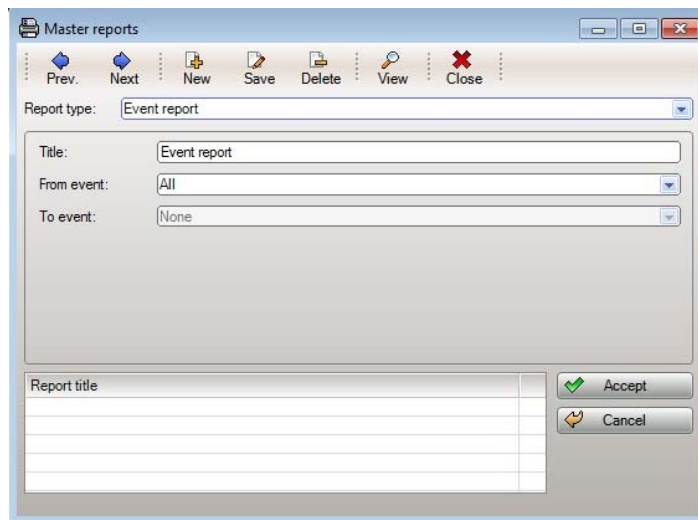 Master reports
Prev. Next New Save Delete View Close
Report type: Event report
Title: Event report
From event: All
To event: None
Report title
Accept
Cancel